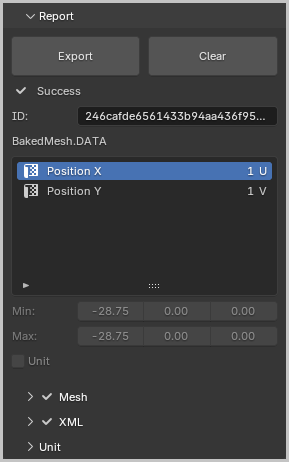 Report
Export Clear
Success
ID: 246cafde6561433b94aa436f95...
BakedMesh.DATA
Position X 1 U
Position Y 1 V
Min: -28.75 0.00 0.00
Max: -28.75 0.00 0.00
Unit
Mesh
XML
Unit